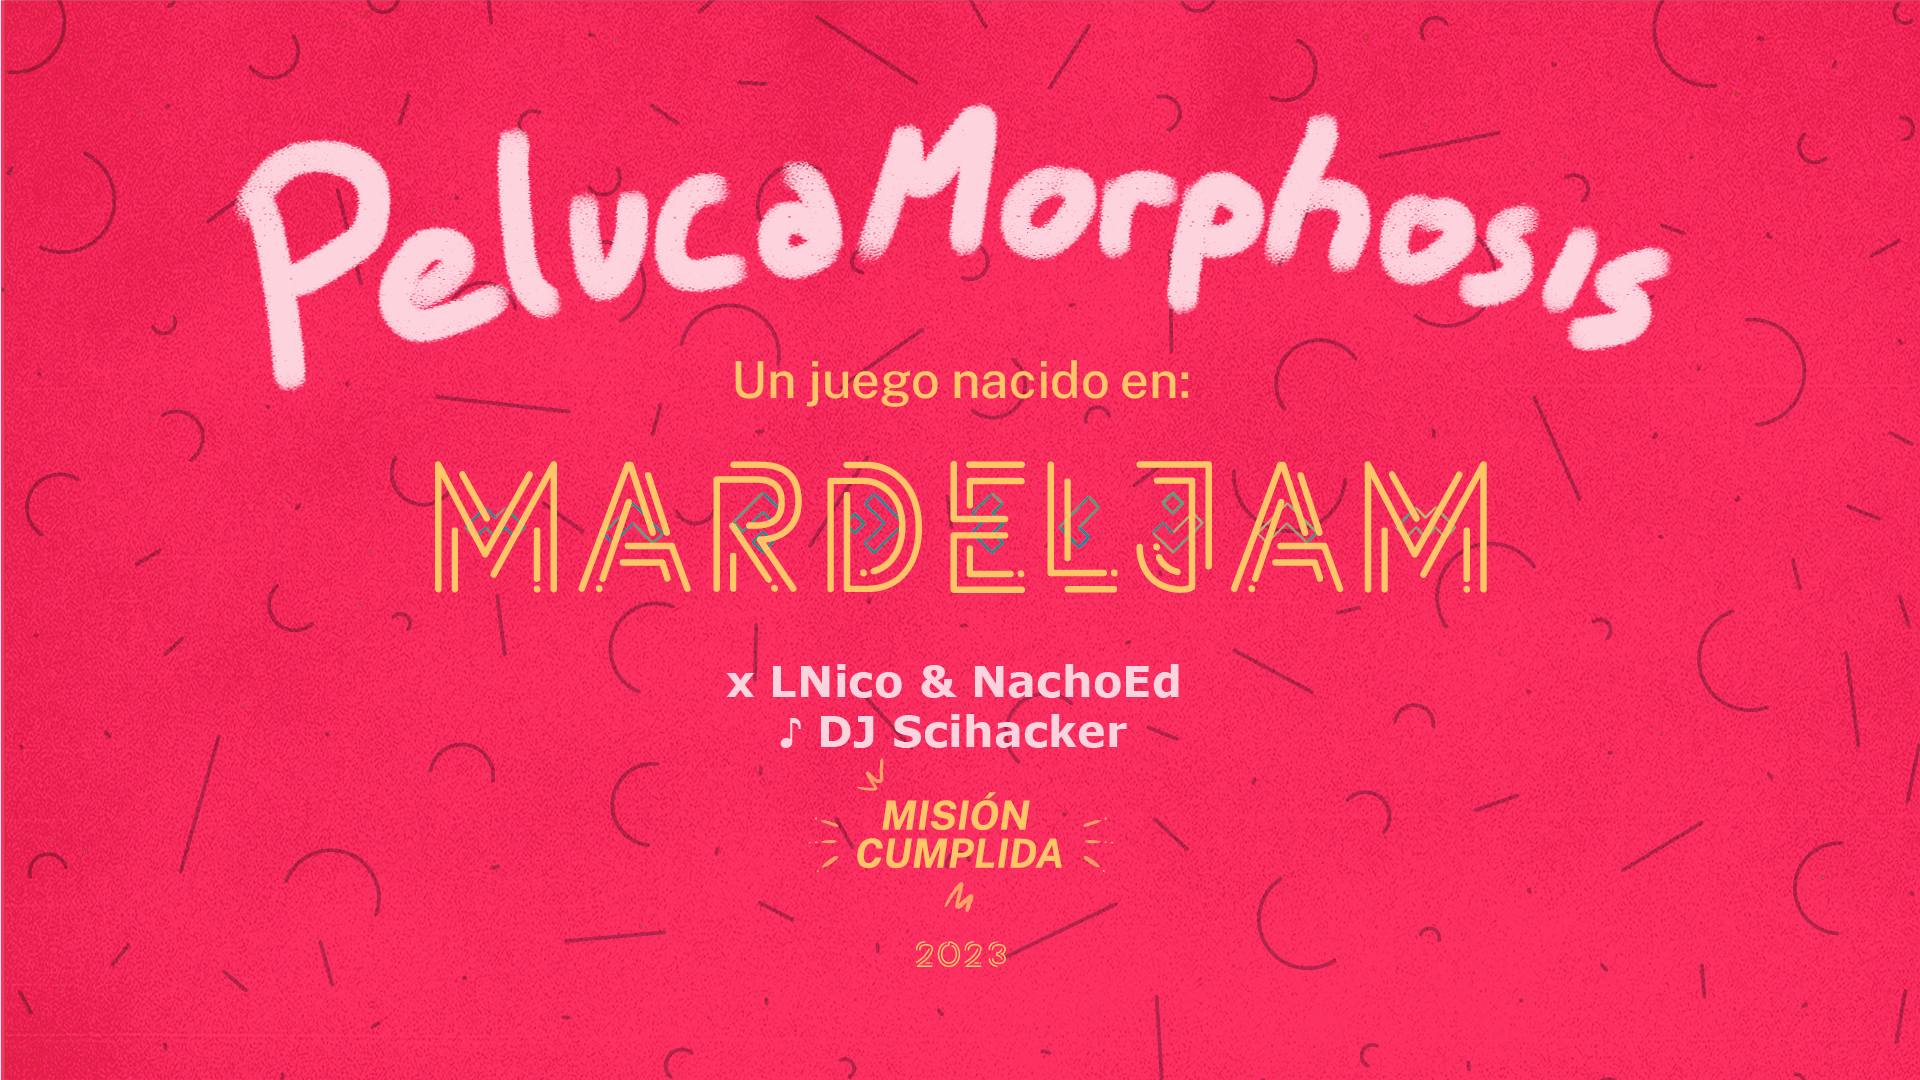 PelucaMorphosis
Un juego nacido en:
MARDELJAM
x LNico & NachoEd
♪ DJ Scihacker
MISIÓN
CUMPLIDA
2023